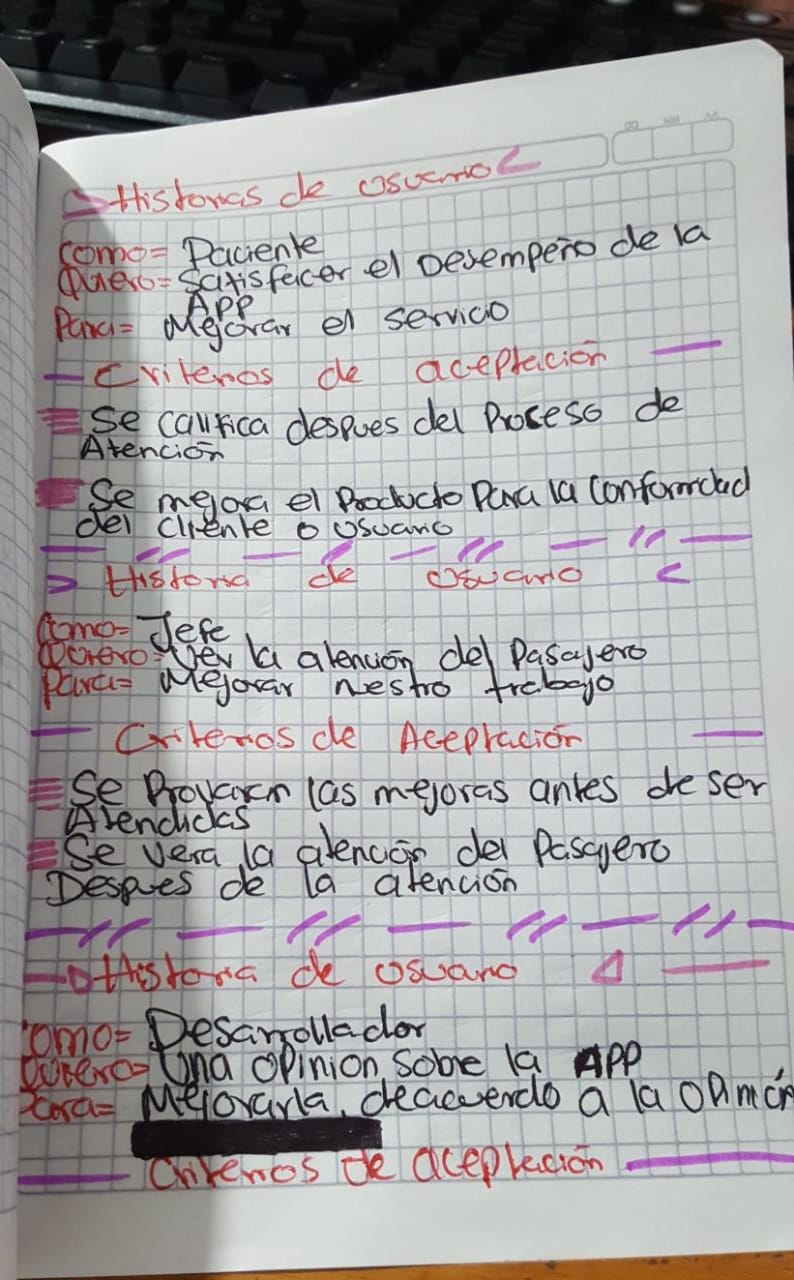 Historias de usuario
Como= Paciente
Quiero= Satisfacer el Desempeño de la
APP
Para= Mejorar el servicio
Criterios de aceptación
Se califica despues del Proceso de
Atención
Se mejora el Producto Para la Conformidad
del cliente o usuario
Historia de usuario
Como= Jefe
Quiero= Ver la atención del Pasajero
Para= Mejorar nestro trabajo
Criterios de Aceptación
Se las mejoras antes de ser
Atendidas
Se vera la atención del Pasajero
Despues de la atención
Historia de usuario
omo= Desarrollador
Quiero= Una opinion sobre la APP
Para= Mejorarla, deacuerdo a la opinión
Criterios de aceptación